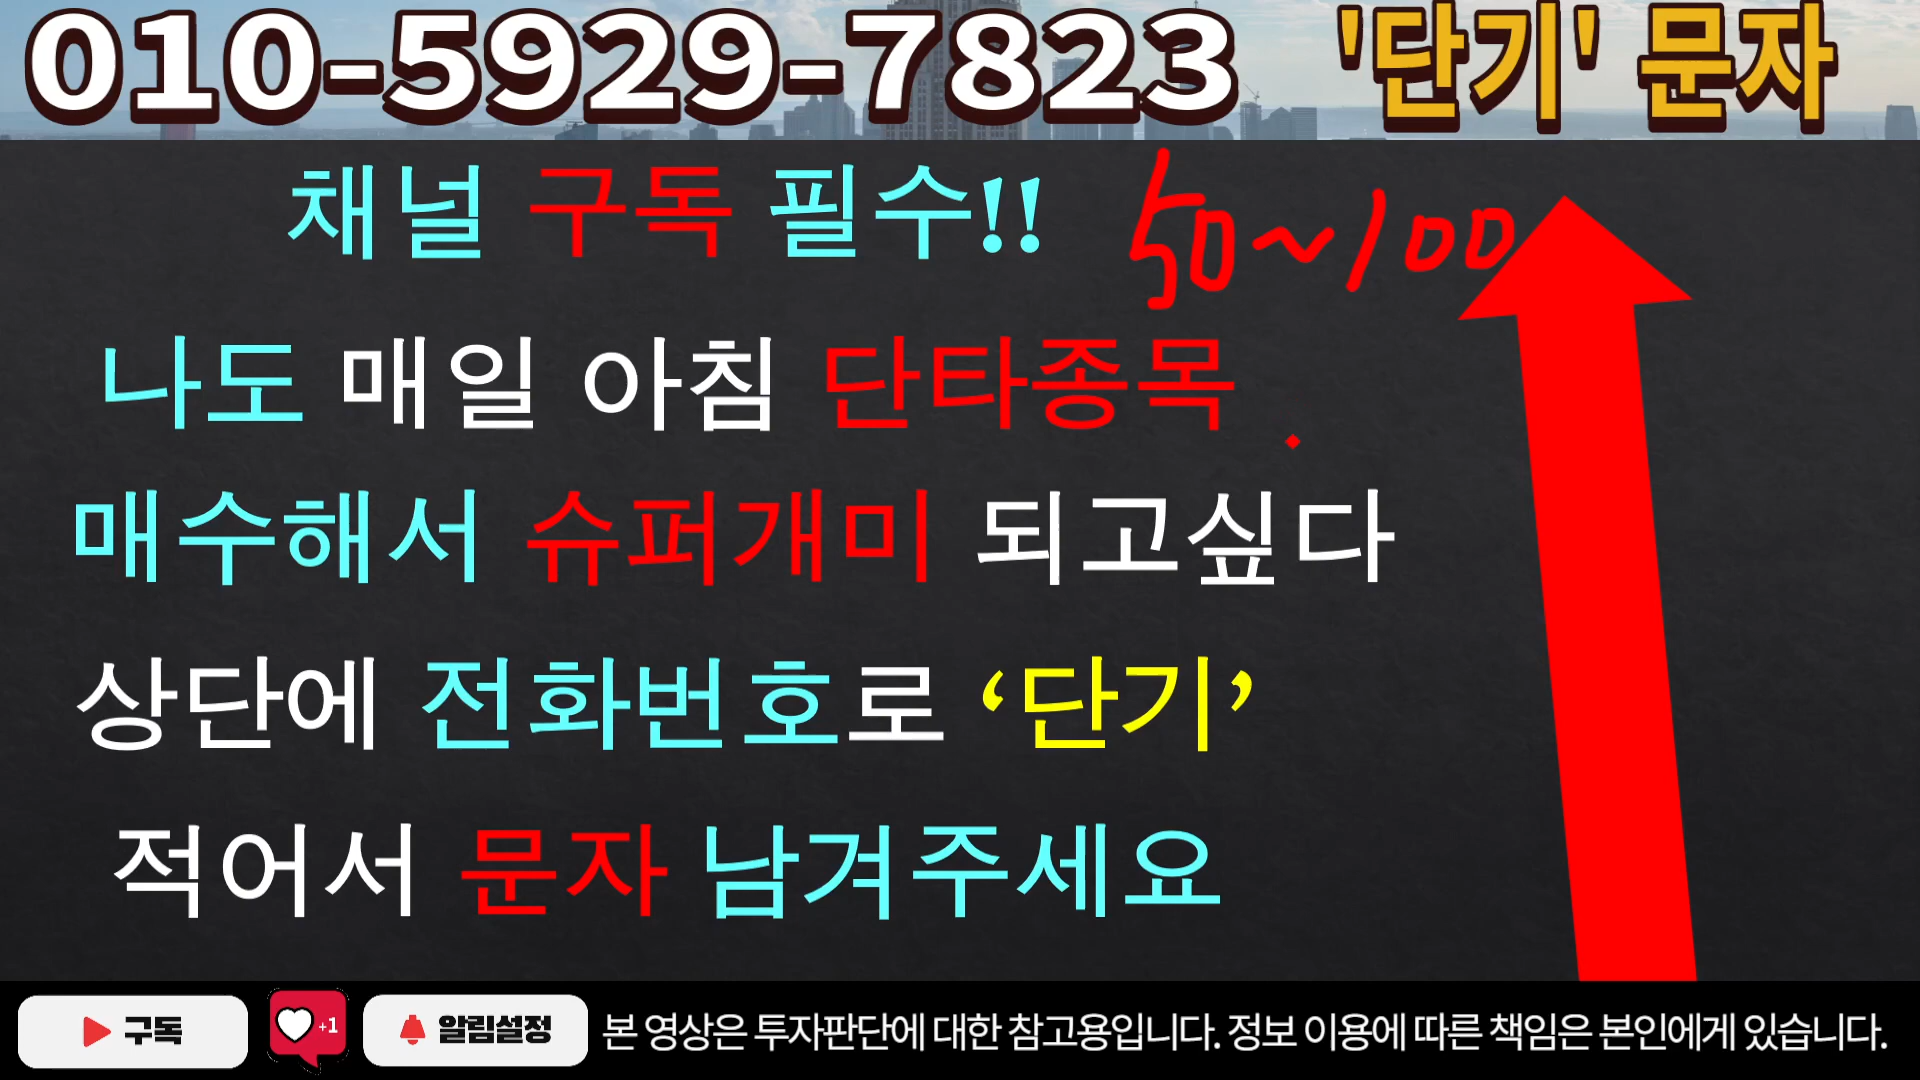 010-5929-7823 '단기' 문자
채널 구독 필수!! 50~100
나도 매일 아침 단타종목
매수해서 슈퍼개미 되고싶다
상단에 전화번호로 ‘단기’
적어서 문자 남겨주세요
구독 +1 알림설정 본 영상은 투자판단에 대한 참고용입니다. 정보 이용에 따른 책임은 본인에게 있습니다.